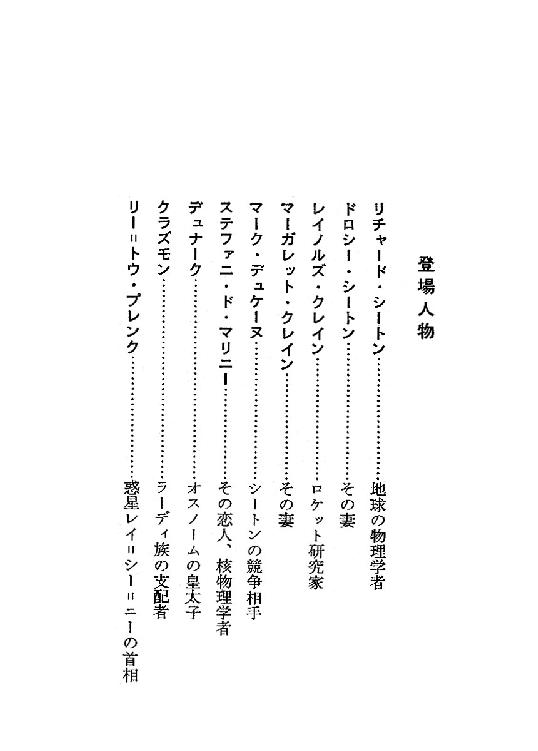 登場人物
リチャード・シートン……………………地球の物理学者
ドロシー・シートン……………………その妻
レイノルズ・クレイン……………………ロケット研究家
マーガレット・クレイン……………………その妻
マーク・デュケーヌ……………………シートンの競争相手
ステファニ・ド・マリニー……………………その恋人、核物理学者
デュナーク……………………オスノームの皇太子
クラズモン……………………ラーディ族の支配者
リー=トウ・プレンク……………………惑星レイ=シー=ニーの首相